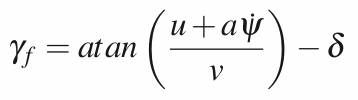 γ_f = atan((u + aψ̇)/v) − δ